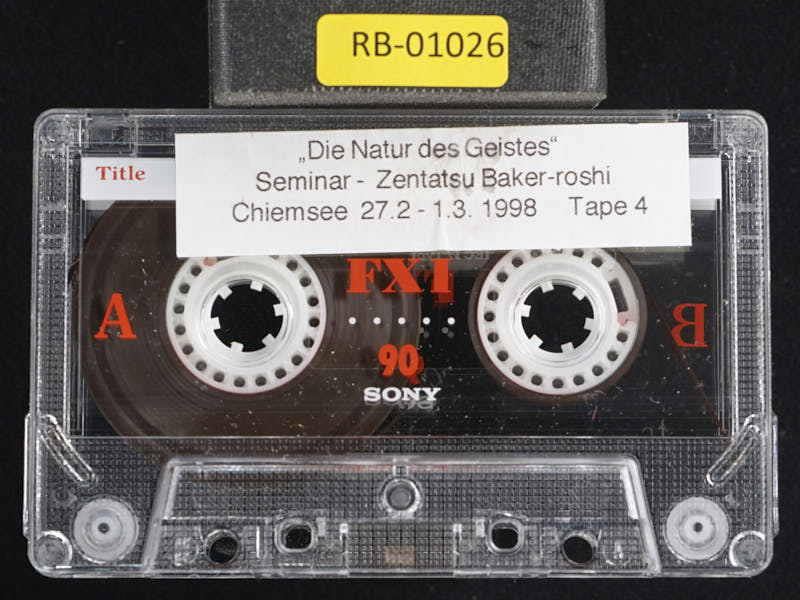 RB-01026
„Die Natur des Geistes“
Seminar - Zentatsu Baker-roshi
Chiemsee 27.2 - 1.3. 1998 Tape 4
Title
FX I
A
B
90
SONY